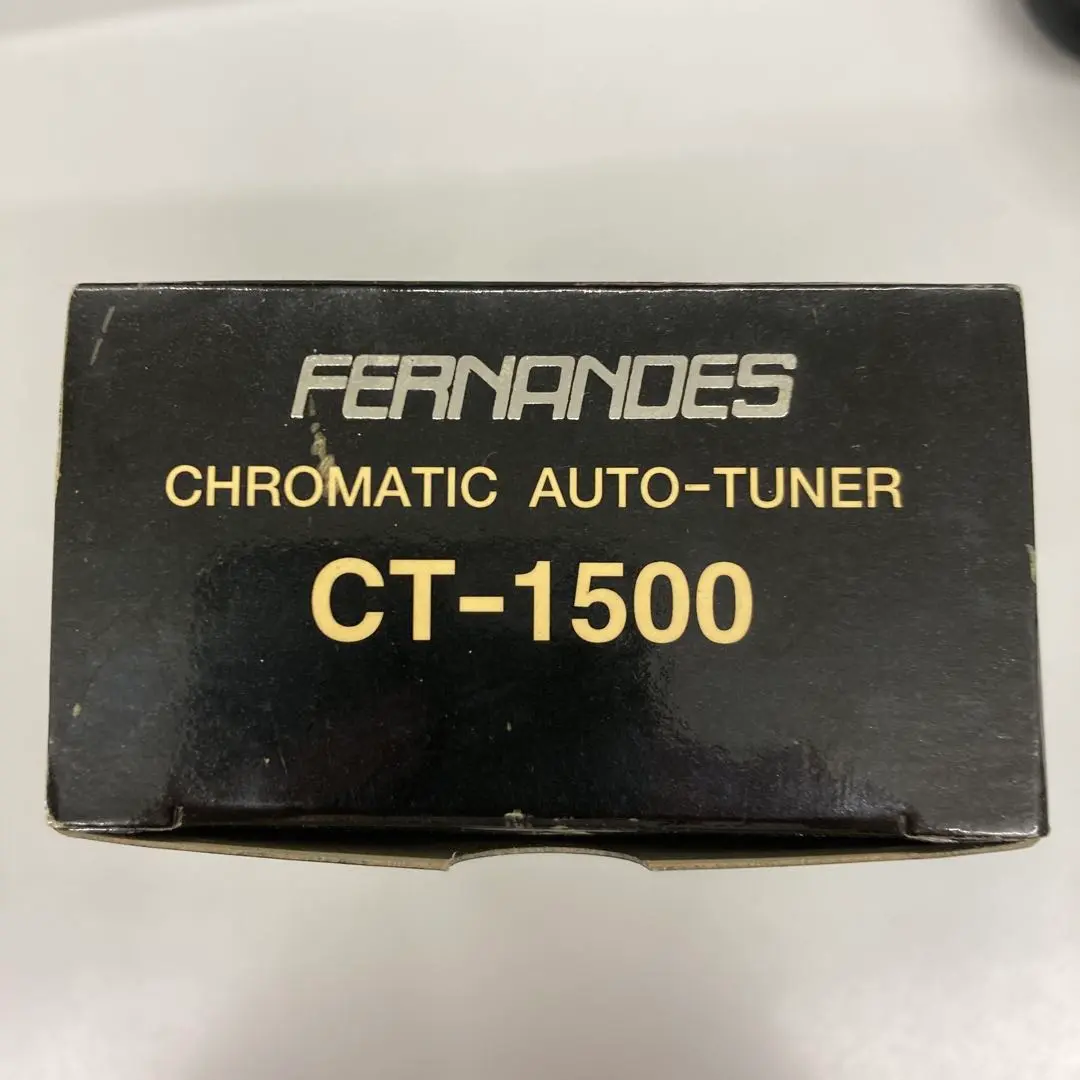 FERNANDES
CHROMATIC AUTO-TUNER
CT-1500